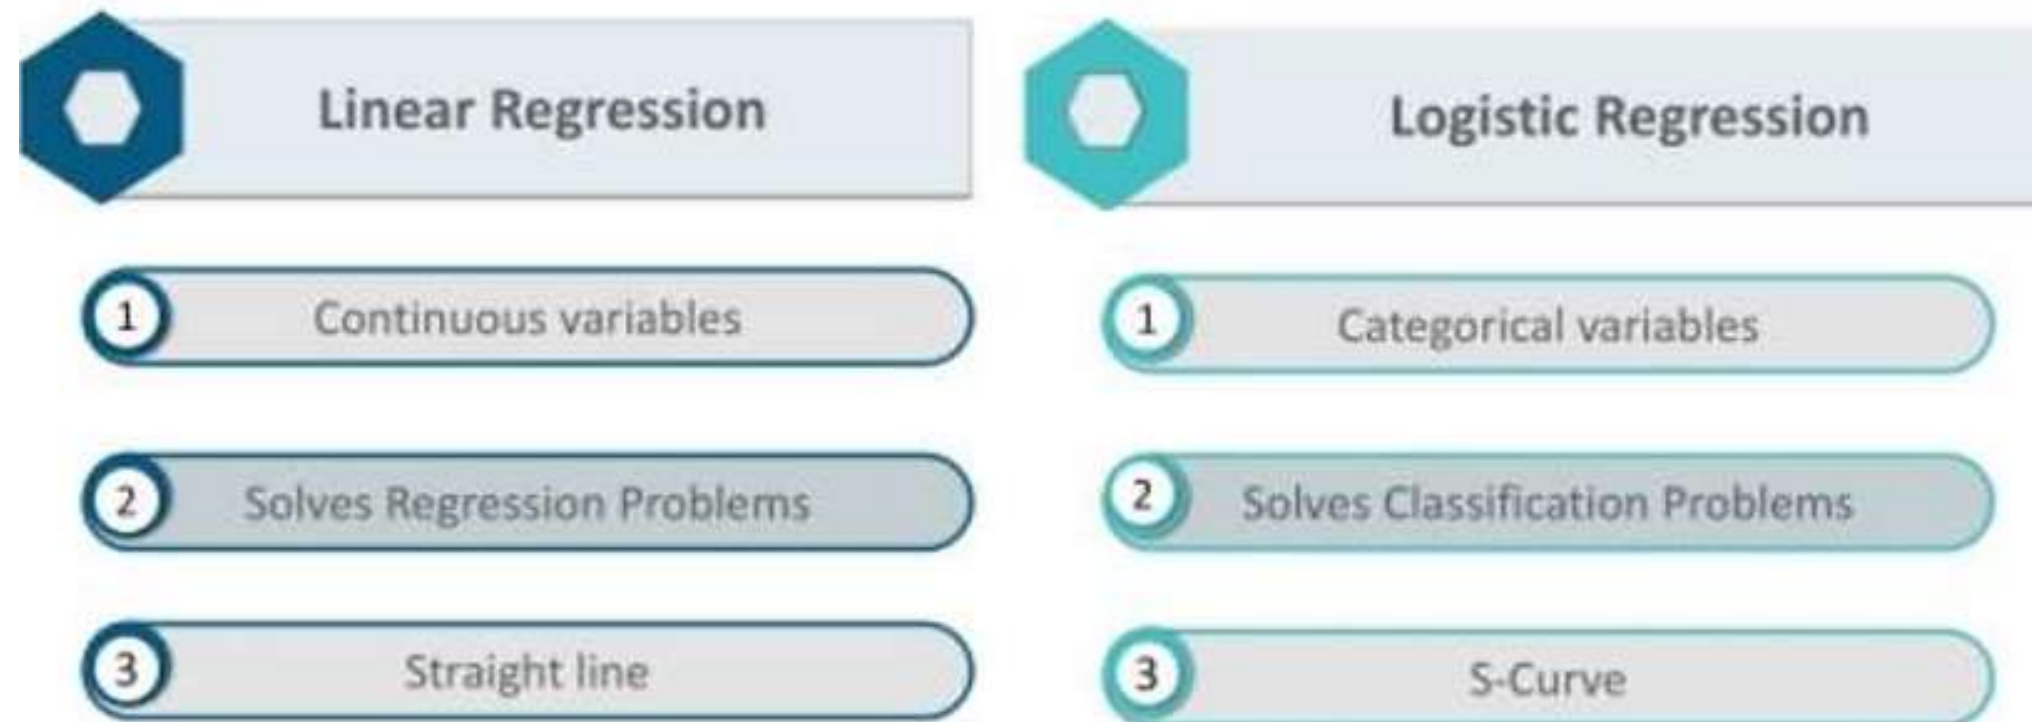 Linear Regression
1 Continuous variables
2 Solves Regression Problems
3 Straight line
Logistic Regression
1 Categorical variables
2 Solves Classification Problems
3 S-Curve